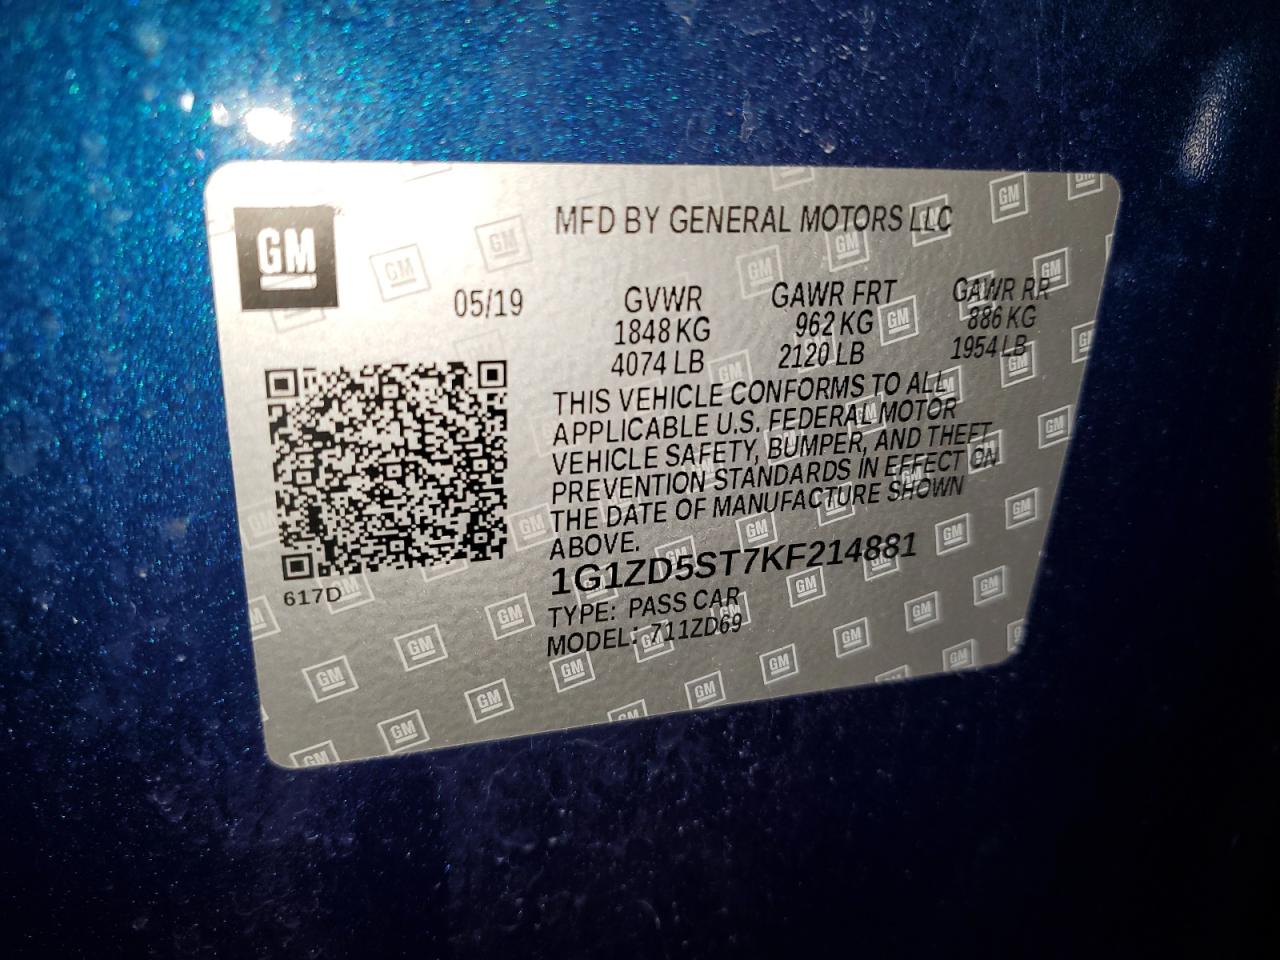 GM
MFD BY GENERAL MOTORS LLC
05/19
GVWR GAWR FRT GAWR RR
1848 KG 962 KG 886 KG
4074 LB 2120 LB 1954 LB
THIS VEHICLE CONFORMS TO ALL
APPLICABLE U.S. FEDERAL MOTOR
VEHICLE SAFETY, BUMPER, AND THEFT
PREVENTION STANDARDS IN EFFECT ON
THE DATE OF MANUFACTURE SHOWN
ABOVE.
1G1ZD5ST7KF214881
TYPE: PASS CAR
MODEL: 711ZD69
617D